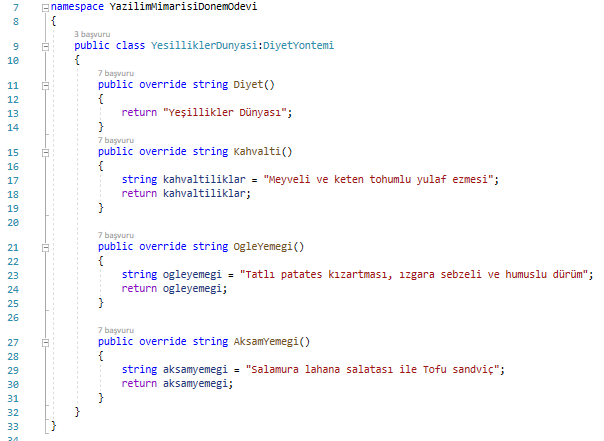 7 namespace YazilimMimarisiDonemOdevi
8 {
3 başvuru
9 public class YesilliklerDunyasi:DiyetYontemi
10 {
7 başvuru
11 public override string Diyet()
12 {
13 return "Yeşillikler Dünyası";
14 }
7 başvuru
15 public override string Kahvalti()
16 {
17 string kahvaltiliklar = "Meyveli ve keten tohumlu yulaf ezmesi";
18 return kahvaltiliklar;
19 }
20
7 başvuru
21 public override string OgleYemegi()
22 {
23 string ogleyemegi = "Tatlı patates kızartması, ızgara sebzeli ve humuslu dürüm";
24 return ogleyemegi;
25 }
26
7 başvuru
27 public override string AksamYemegi()
28 {
29 string aksamyemegi = "Salamura lahana salatası ile Tofu sandviç";
30 return aksamyemegi;
31 }
32 }
33 }
34